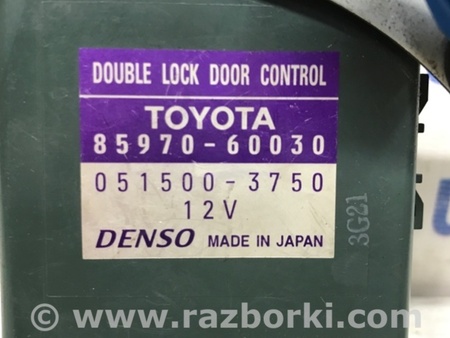 DOUBLE LOCK DOOR CONTROL
TOYOTA
85970-60030
051500-3750
12V
DENSO MADE IN JAPAN
3G21
© www.razborki.com